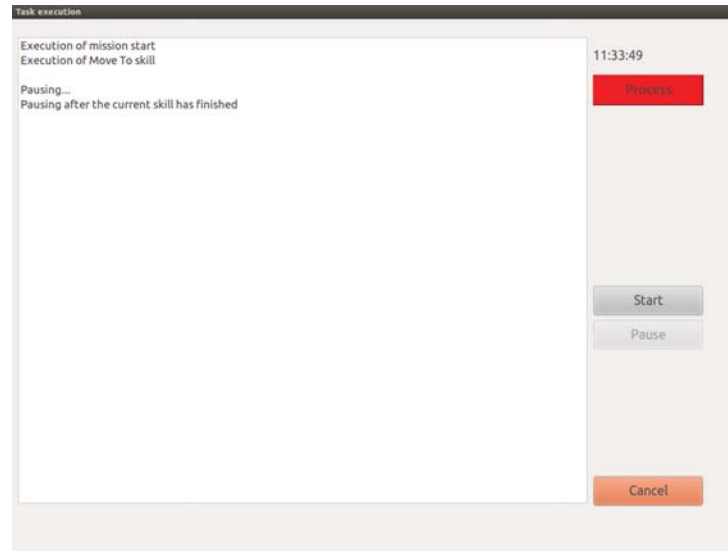 Task execution
Execution of mission start
Execution of Move To skill
Pausing...
Pausing after the current skill has finished
11:33:49
Process
Start
Pause
Cancel